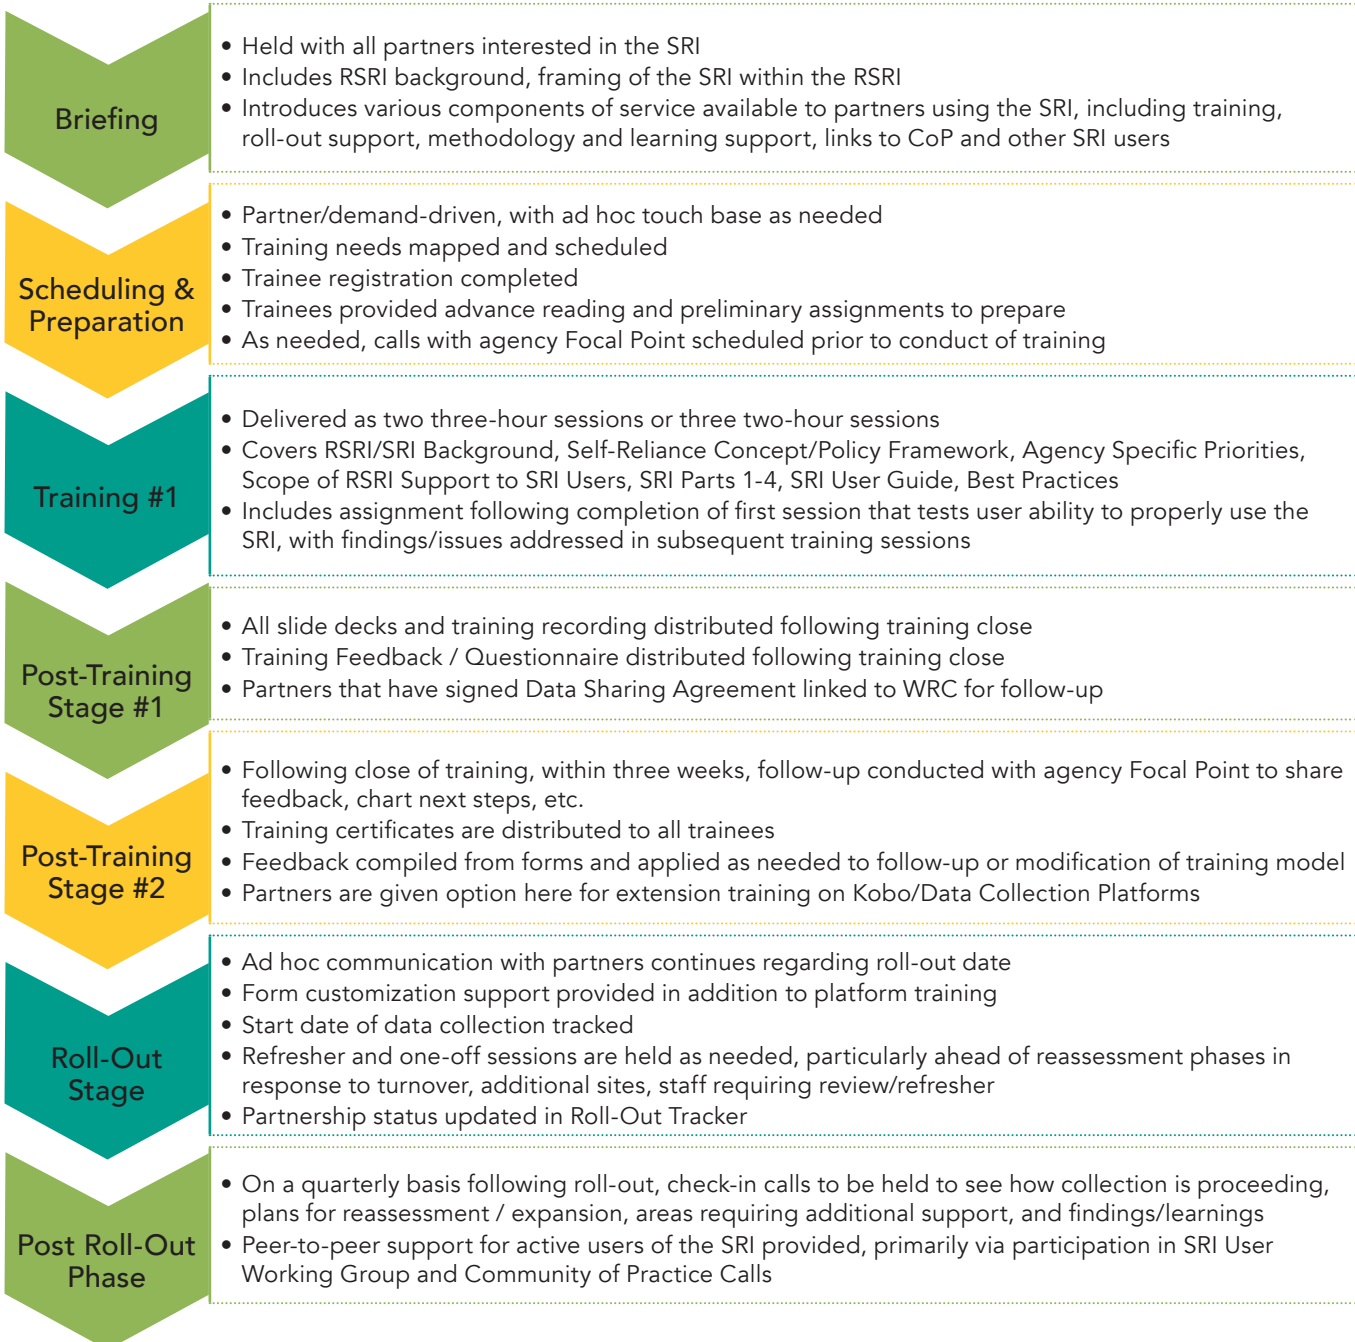 Briefing
• Held with all partners interested in the SRI
• Includes RSRI background, framing of the SRI within the RSRI
• Introduces various components of service available to partners using the SRI, including training,
roll-out support, methodology and learning support, links to CoP and other SRI users
Scheduling &
Preparation
• Partner/demand-driven, with ad hoc touch base as needed
• Training needs mapped and scheduled
• Trainee registration completed
• Trainees provided advance reading and preliminary assignments to prepare
• As needed, calls with agency Focal Point scheduled prior to conduct of training
Training #1
• Delivered as two three-hour sessions or three two-hour sessions
• Covers RSRI/SRI Background, Self-Reliance Concept/Policy Framework, Agency Specific Priorities,
Scope of RSRI Support to SRI Users, SRI Parts 1-4, SRI User Guide, Best Practices
• Includes assignment following completion of first session that tests user ability to properly use the
SRI, with findings/issues addressed in subsequent training sessions
Post-Training
Stage #1
• All slide decks and training recording distributed following training close
• Training Feedback / Questionnaire distributed following training close
• Partners that have signed Data Sharing Agreement linked to WRC for follow-up
Post-Training
Stage #2
• Following close of training, within three weeks, follow-up conducted with agency Focal Point to share
feedback, chart next steps, etc.
• Training certificates are distributed to all trainees
• Feedback compiled from forms and applied as needed to follow-up or modification of training model
• Partners are given option here for extension training on Kobo/Data Collection Platforms
Roll-Out
Stage
• Ad hoc communication with partners continues regarding roll-out date
• Form customization support provided in addition to platform training
• Start date of data collection tracked
• Refresher and one-off sessions are held as needed, particularly ahead of reassessment phases in
response to turnover, additional sites, staff requiring review/refresher
• Partnership status updated in Roll-Out Tracker
Post Roll-Out
Phase
• On a quarterly basis following roll-out, check-in calls to be held to see how collection is proceeding,
plans for reassessment / expansion, areas requiring additional support, and findings/learnings
• Peer-to-peer support for active users of the SRI provided, primarily via participation in SRI User
Working Group and Community of Practice Calls